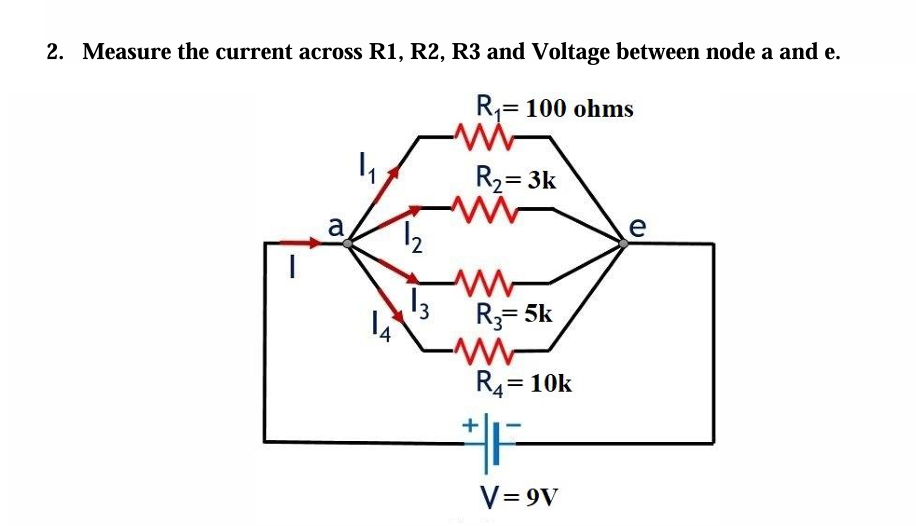 2. Measure the current across R1, R2, R3 and Voltage between node a and e.
R₁= 100 ohms
I₁
R₂= 3k
a
I₂
e
I
I₃
R₃= 5k
I₄
R₄= 10k
+ −
V= 9V